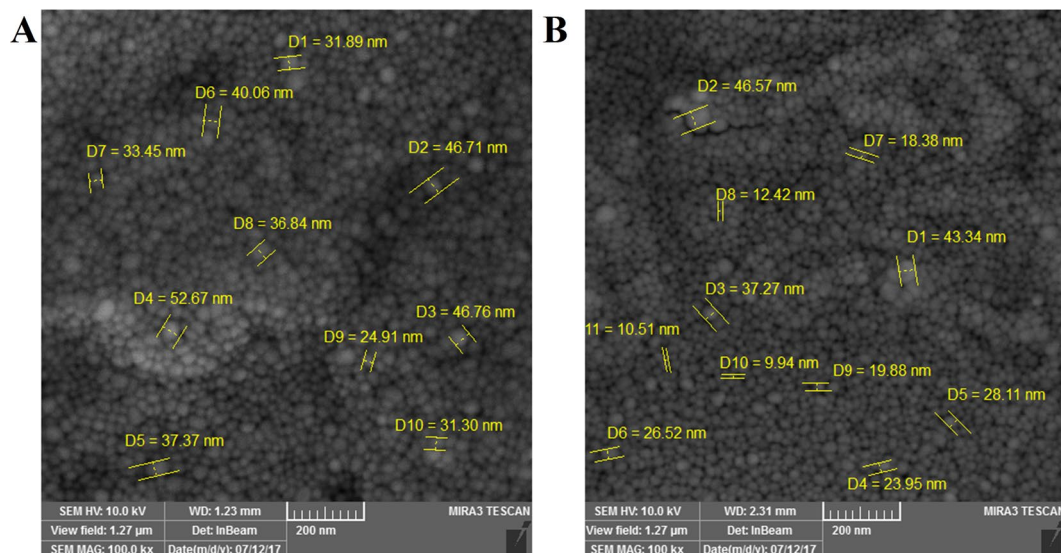 A
D1 = 31.89 nm
D6 = 40.06 nm
D7 = 33.45 nm
D2 = 46.71 nm
D8 = 36.84 nm
D4 = 52.67 nm
D3 = 46.76 nm
D9 = 24.91 nm
D10 = 31.30 nm
D5 = 37.37 nm
SEM HV: 10.0 kV WD: 1.23 mm MIRA3 TESCAN
View field: 1.27 µm Det: InBeam 200 nm
SEM MAG: 100.0 kx Date(m/d/y): 07/12/17
B
D2 = 46.57 nm
D7 = 18.38 nm
D8 = 12.42 nm
D1 = 43.34 nm
D3 = 37.27 nm
11 = 10.51 nm
D10 = 9.94 nm
D9 = 19.88 nm
D5 = 28.11 nm
D6 = 26.52 nm
D4 = 23.95 nm
SEM HV: 10.0 kV WD: 2.31 mm MIRA3 TESCAN
View field: 1.27 µm Det: InBeam 200 nm
SEM MAG: 100 kx Date(m/d/y): 07/12/17